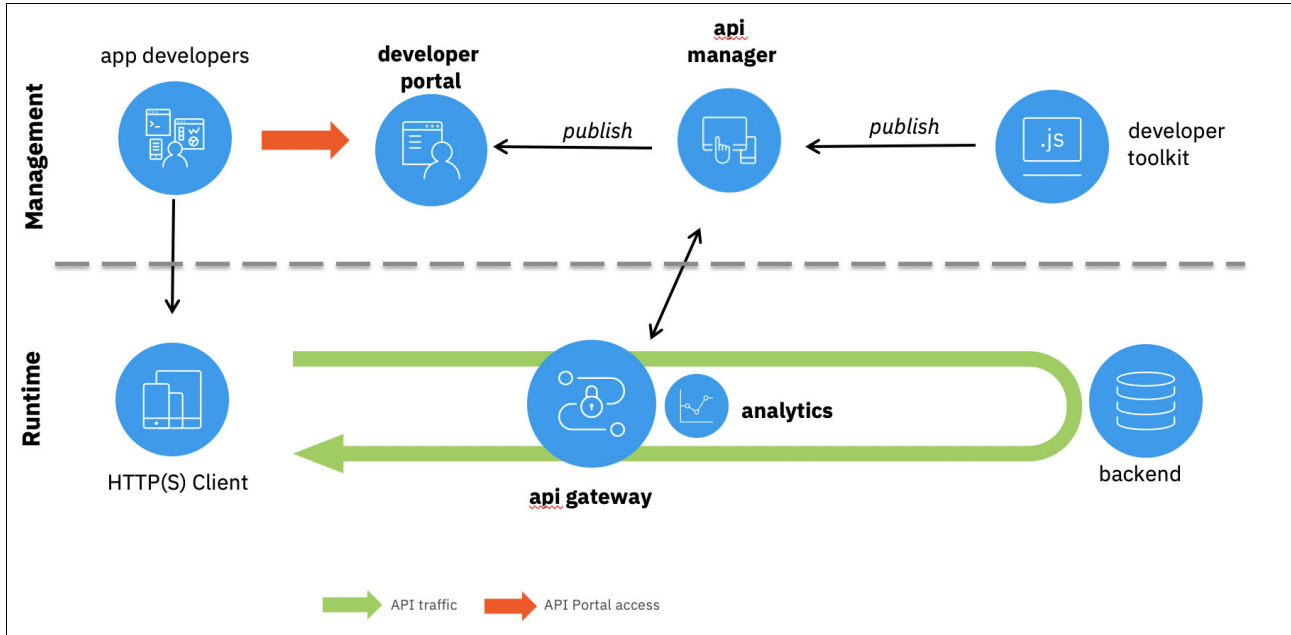 Management
app developers
developer
portal
api
manager
publish
publish
.js
developer
toolkit
Runtime
HTTP(S) Client
api gateway
analytics
backend
API traffic
API Portal access